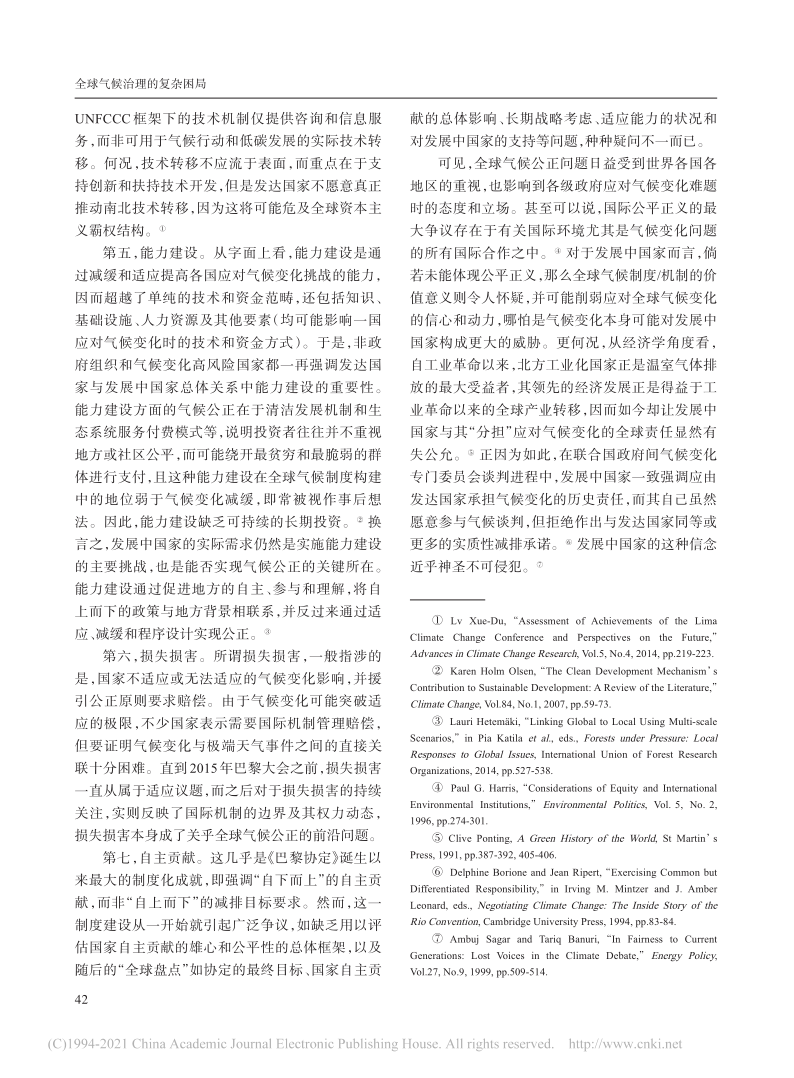 全球气候治理的复杂困局
UNFCCC框架下的技术机制仅提供咨询和信息服
务,而非可用于气候行动和低碳发展的实际技术转
移。何况,技术转移不应流于表面,而重点在于支
持创新和扶持技术开发,但是发达国家不愿意真正
推动南北技术转移,因为这将可能危及全球资本主
义霸权结构。①
第五,能力建设。从字面上看,能力建设是通
过减缓和适应提高各国应对气候变化挑战的能力,
因而超越了单纯的技术和资金范畴,还包括知识、
基础设施、人力资源及其他要素(均可能影响一国
应对气候变化时的技术和资金方式)。于是,非政
府组织和气候变化高风险国家都一再强调发达国
家与发展中国家总体关系中能力建设的重要性。
能力建设方面的气候公正在于清洁发展机制和生
态系统服务付费模式等,说明投资者往往并不重视
地方或社区公平,而可能绕开最贫穷和最脆弱的群
体进行支付,且这种能力建设在全球气候制度构建
中的地位弱于气候变化减缓,即常被视作事后想
法。因此,能力建设缺乏可持续的长期投资。② 换
言之,发展中国家的实际需求仍然是实施能力建设
的主要挑战,也是能否实现气候公正的关键所在。
能力建设通过促进地方的自主、参与和理解,将自
上而下的政策与地方背景相联系,并反过来通过适
应、减缓和程序设计实现公正。③
第六,损失损害。所谓损失损害,一般指涉的
是,国家不适应或无法适应的气候变化影响,并援
引公正原则要求赔偿。由于气候变化可能突破适
应的极限,不少国家表示需要国际机制管理赔偿,
但要证明气候变化与极端天气事件之间的直接关
联十分困难。直到2015年巴黎大会之前,损失损害
一直从属于适应议题,而之后对于损失损害的持续
关注,实则反映了国际机制的边界及其权力动态,
损失损害本身成了关乎全球气候公正的前沿问题。
第七,自主贡献。这几乎是《巴黎协定》诞生以
来最大的制度化成就,即强调“自下而上”的自主贡
献,而非“自上而下”的减排目标要求。然而,这一
制度建设从一开始就引起广泛争议,如缺乏用以评
估国家自主贡献的雄心和公平性的总体框架,以及
随后的“全球盘点”如协定的最终目标、国家自主贡
献的总体影响、长期战略考虑、适应能力的状况和
对发展中国家的支持等问题,种种疑问不一而已。
可见,全球气候公正问题日益受到世界各国各
地区的重视,也影响到各级政府应对气候变化难题
时的态度和立场。甚至可以说,国际公平正义的最
大争议存在于有关国际环境尤其是气候变化问题
的所有国际合作之中。④ 对于发展中国家而言,倘
若未能体现公平正义,那么全球气候制度/机制的价
值意义则令人怀疑,并可能削弱应对全球气候变化
的信心和动力,哪怕是气候变化本身可能对发展中
国家构成更大的威胁。更何况,从经济学角度看,
自工业革命以来,北方工业化国家正是温室气体排
放的最大受益者,其领先的经济发展正是得益于工
业革命以来的全球产业转移,因而如今却让发展中
国家与其“分担”应对气候变化的全球责任显然有
失公允。⑤ 正因为如此,在联合国政府间气候变化
专门委员会谈判进程中,发展中国家一致强调应由
发达国家承担气候变化的历史责任,而其自己虽然
愿意参与气候谈判,但拒绝作出与发达国家同等或
更多的实质性减排承诺。⑥ 发展中国家的这种信念
近乎神圣不可侵犯。⑦
① Lv Xue-Du, “Assessment of Achievements of the Lima
Climate Change Conference and Perspectives on the Future,”
Advances in Climate Change Research, Vol.5, No.4, 2014, pp.219-223.
② Karen Holm Olsen, “The Clean Development Mechanism’s
Contribution to Sustainable Development: A Review of the Literature,”
Climate Change, Vol.84, No.1, 2007, pp.59-73.
③ Lauri Hetemäki, “Linking Global to Local Using Multi-scale
Scenarios,” in Pia Katila et al., eds., Forests under Pressure: Local
Responses to Global Issues, International Union of Forest Research
Organizations, 2014, pp.527-538.
④ Paul G. Harris, “Considerations of Equity and International
Environmental Institutions,” Environmental Politics, Vol. 5, No. 2,
1996, pp.274-301.
⑤ Clive Ponting, A Green History of the World, St Martin’s
Press, 1991, pp.387-392, 405-406.
⑥ Delphine Borione and Jean Ripert, “Exercising Common but
Differentiated Responsibility,” in Irving M. Mintzer and J. Amber
Leonard, eds., Negotiating Climate Change: The Inside Story of the
Rio Convention, Cambridge University Press, 1994, pp.83-84.
⑦ Ambuj Sagar and Tariq Banuri, “In Fairness to Current
Generations: Lost Voices in the Climate Debate,” Energy Policy,
Vol.27, No.9, 1999, pp.509-514.
42
(C)1994-2021 China Academic Journal Electronic Publishing House. All rights reserved. http://www.cnki.net